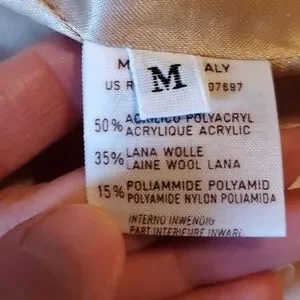 M
M ALY
US R 07697
50% ACRILICO POLYACRYL
ACRYLIQUE ACRYLIC
35% LANA WOLLE
LAINE WOOL LANA
15% POLIAMMIDE POLYAMID
POLYAMIDE NYLON POLIAMIDA
INTERNO INWENDIG
PART INTERIEURE INWARD